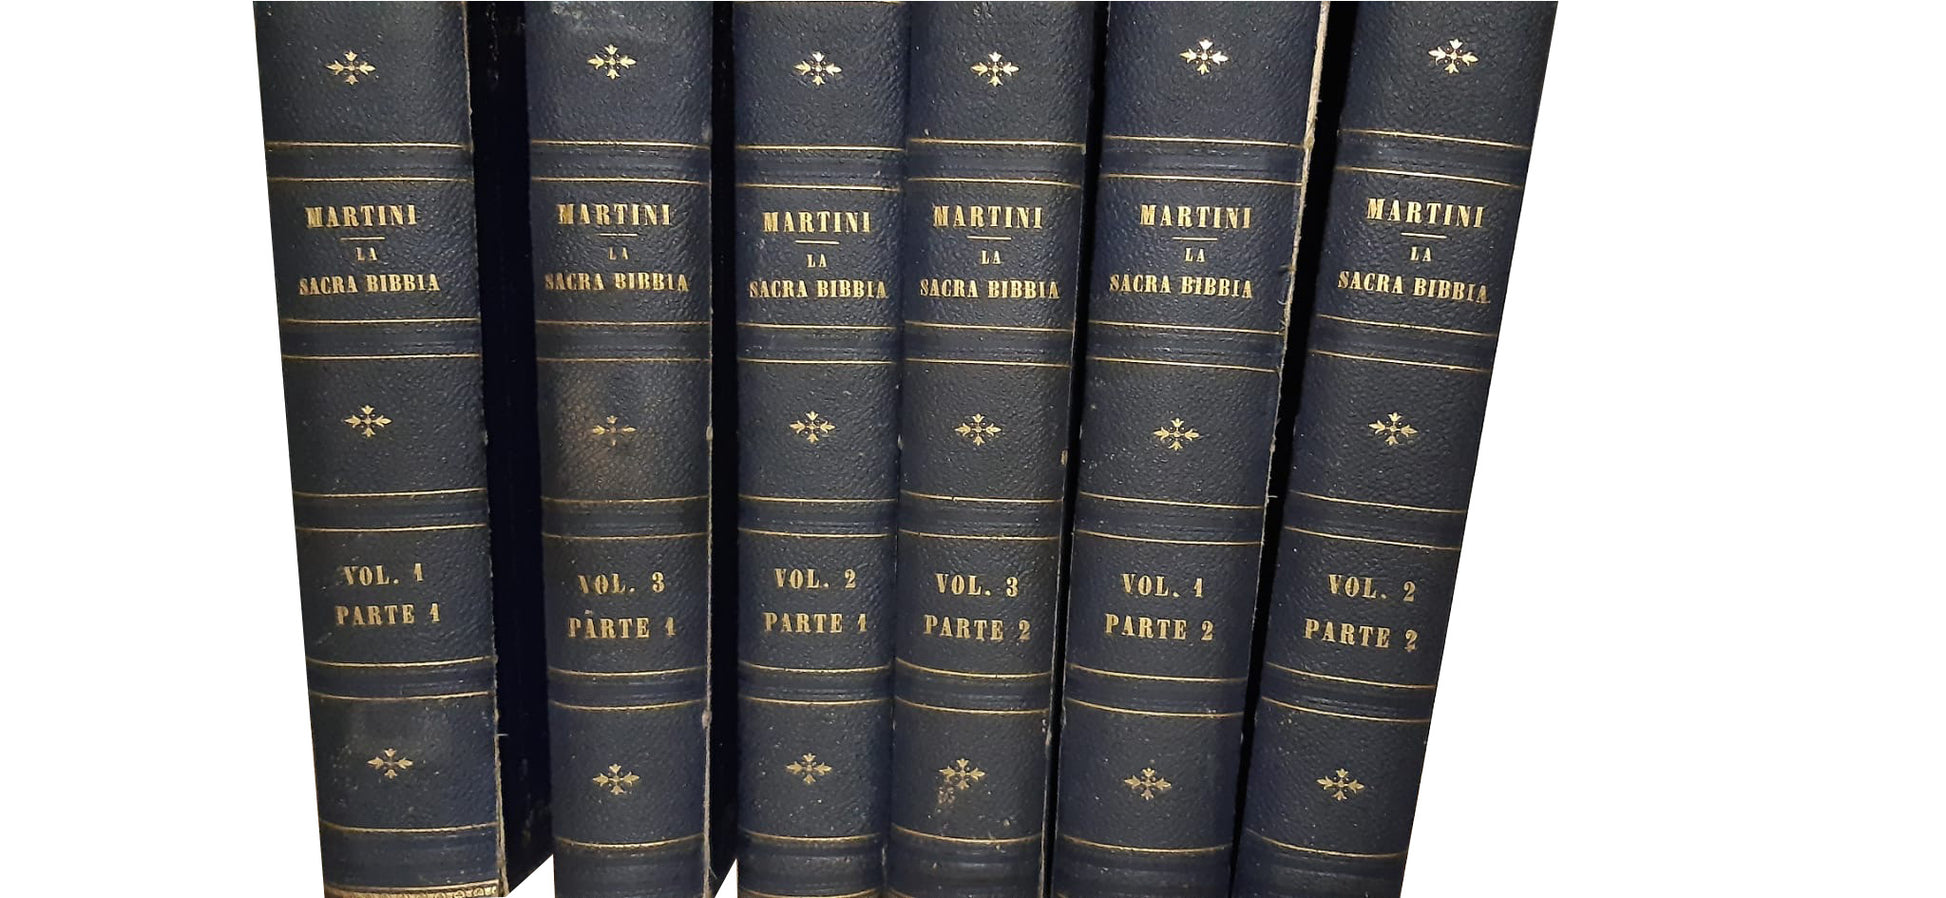 MARTINI
LA
SACRA BIBBIA
VOL. 1
PARTE 1
MARTINI
LA
SACRA BIBBIA
VOL. 3
PARTE 1
MARTINI
LA
SACRA BIBBIA
VOL. 2
PARTE 1
MARTINI
LA
SACRA BIBBIA
VOL. 3
PARTE 2
MARTINI
LA
SACRA BIBBIA
VOL. 1
PARTE 2
MARTINI
LA
SACRA BIBBIA
VOL. 2
PARTE 2